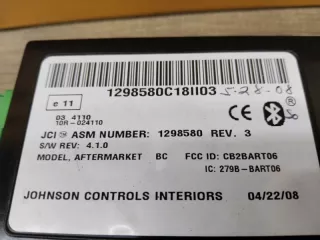 1298580C18II03 5-28-08
e 11
03 4110
10R-024110
CE
JCI ASM NUMBER: 1298580 REV. 3
S/W REV: 4.1.0
MODEL, AFTERMARKET BC FCC ID: CB2BART06
IC: 279B-BART06
JOHNSON CONTROLS INTERIORS 04/22/08